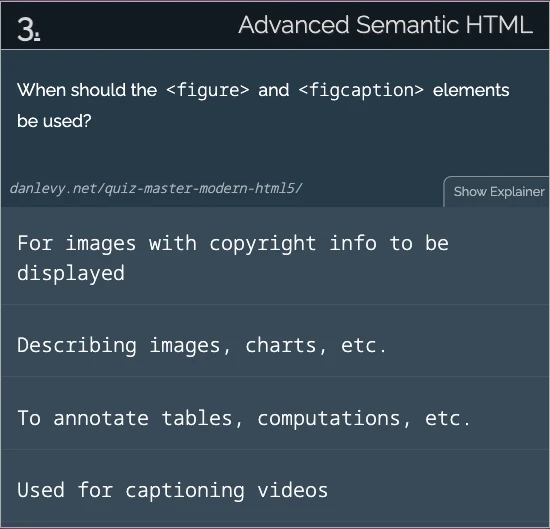 3.
Advanced Semantic HTML
When should the <figure> and <figcaption> elements
be used?
danlevy.net/quiz-master-modern-html5/
Show Explainer
For images with copyright info to be
displayed
Describing images, charts, etc.
To annotate tables, computations, etc.
Used for captioning videos